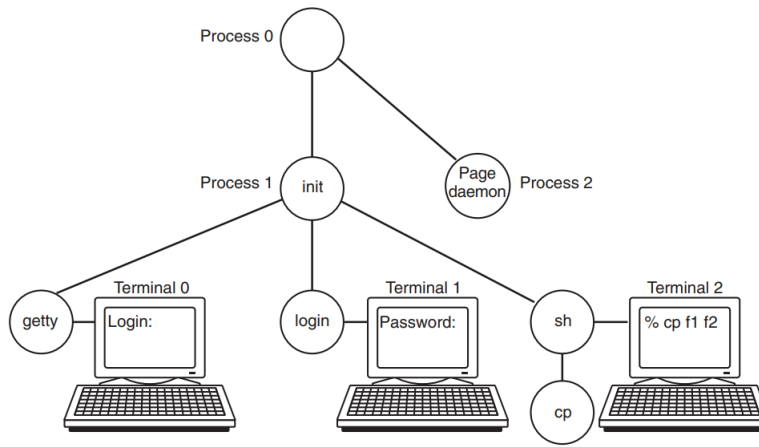 Process 0
Process 1
init
Page
daemon
Process 2
Terminal 0
Terminal 1
Terminal 2
getty
Login:
login
Password:
sh
% cp f1 f2
cp